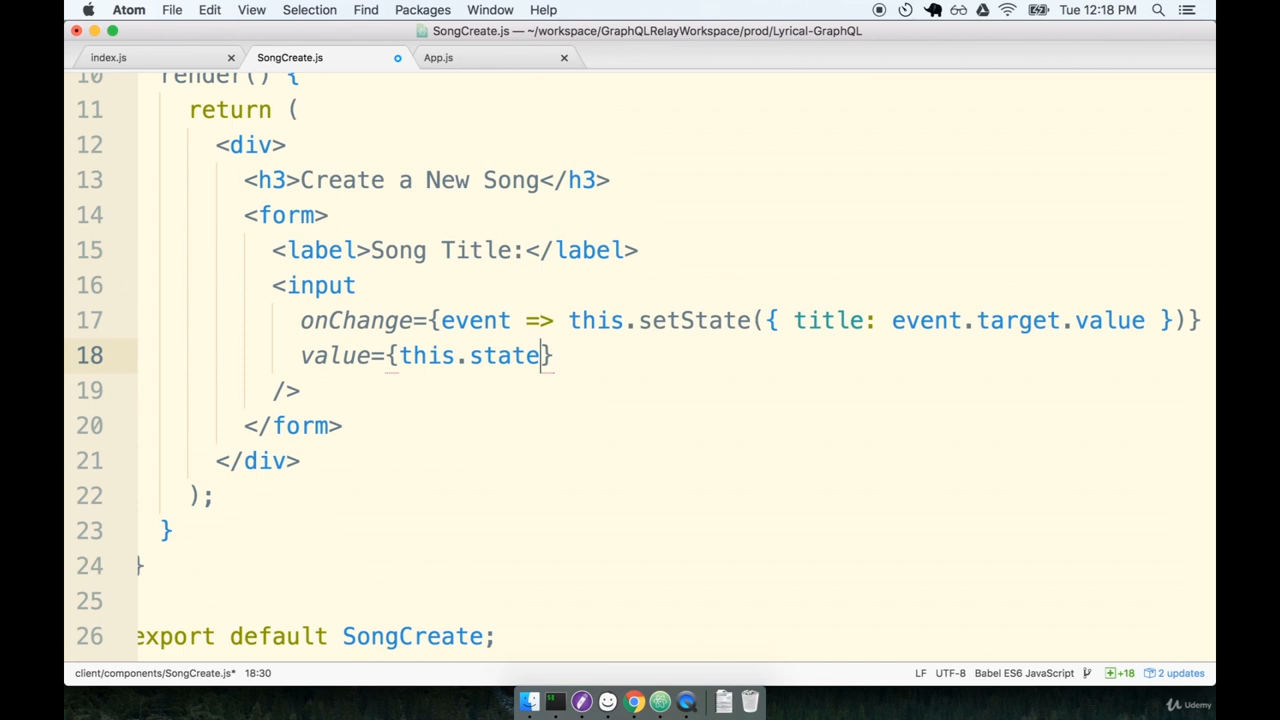 Atom File Edit View Selection Find Packages Window Help Tue 12:18 PM
SongCreate.js — ~/workspace/GraphQLRelayWorkspace/prod/Lyrical-GraphQL
index.js SongCreate.js App.js
10 render() {
11 return (
12 <div>
13 <h3>Create a New Song</h3>
14 <form>
15 <label>Song Title:</label>
16 <input
17 onChange={event => this.setState({ title: event.target.value })}
18 value={this.state}
19 />
20 </form>
21 </div>
22 );
23 }
24 }
25
26 export default SongCreate;
client/components/SongCreate.js* 18:30 LF UTF-8 Babel ES6 JavaScript +18 2 updates
Udemy